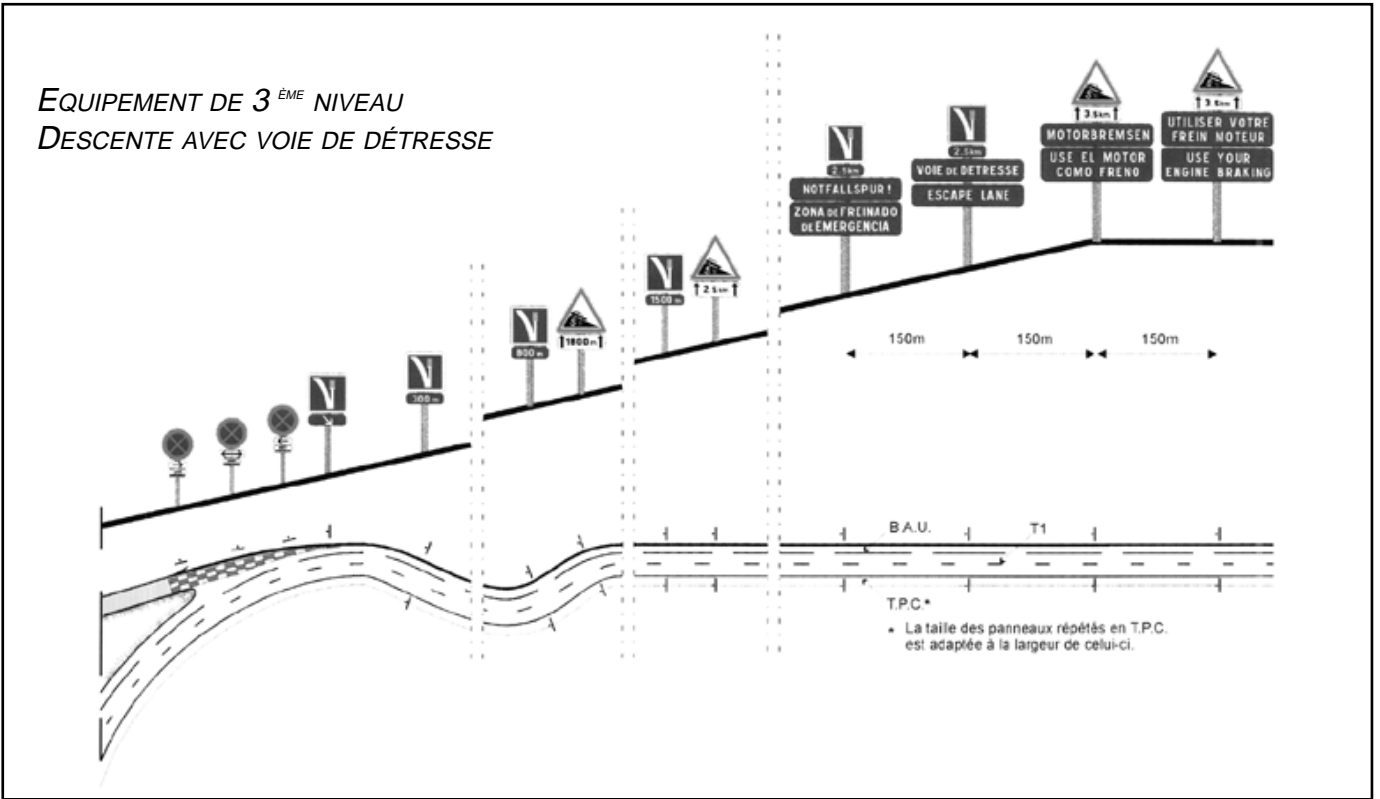 EQUIPEMENT DE 3 ÈME NIVEAU
DESCENTE AVEC VOIE DE DÉTRESSE
3.5km
UTILISER VOTRE
FREIN MOTEUR
USE YOUR
ENGINE BRAKING
3.5km
MOTORBREMSEN
USE EL MOTOR
COMO FRENO
2.5km
VOIE DE DETRESSE
ESCAPE LANE
2.5km
NOTFALLSPUR !
ZONA DE FREINADO
DE EMERGENCIA
2.5km
1500 m
1800m
800 m
300 m
150m
150m
150m
B.A.U.
T1
T.P.C.*
* La taille des panneaux répétés en T.P.C.
est adaptée à la largeur de celui-ci.